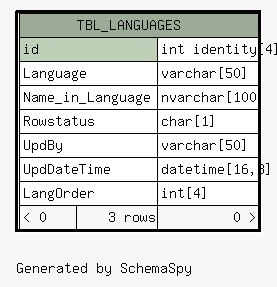 TBL_LANGUAGES
id int identity[4]
Language varchar[50]
Name_in_Language nvarchar[100
Rowstatus char[1]
UpdBy varchar[50]
UpdDateTime datetime[16,3]
LangOrder int[4]
< 0 3 rows 0 >
Generated by SchemaSpy